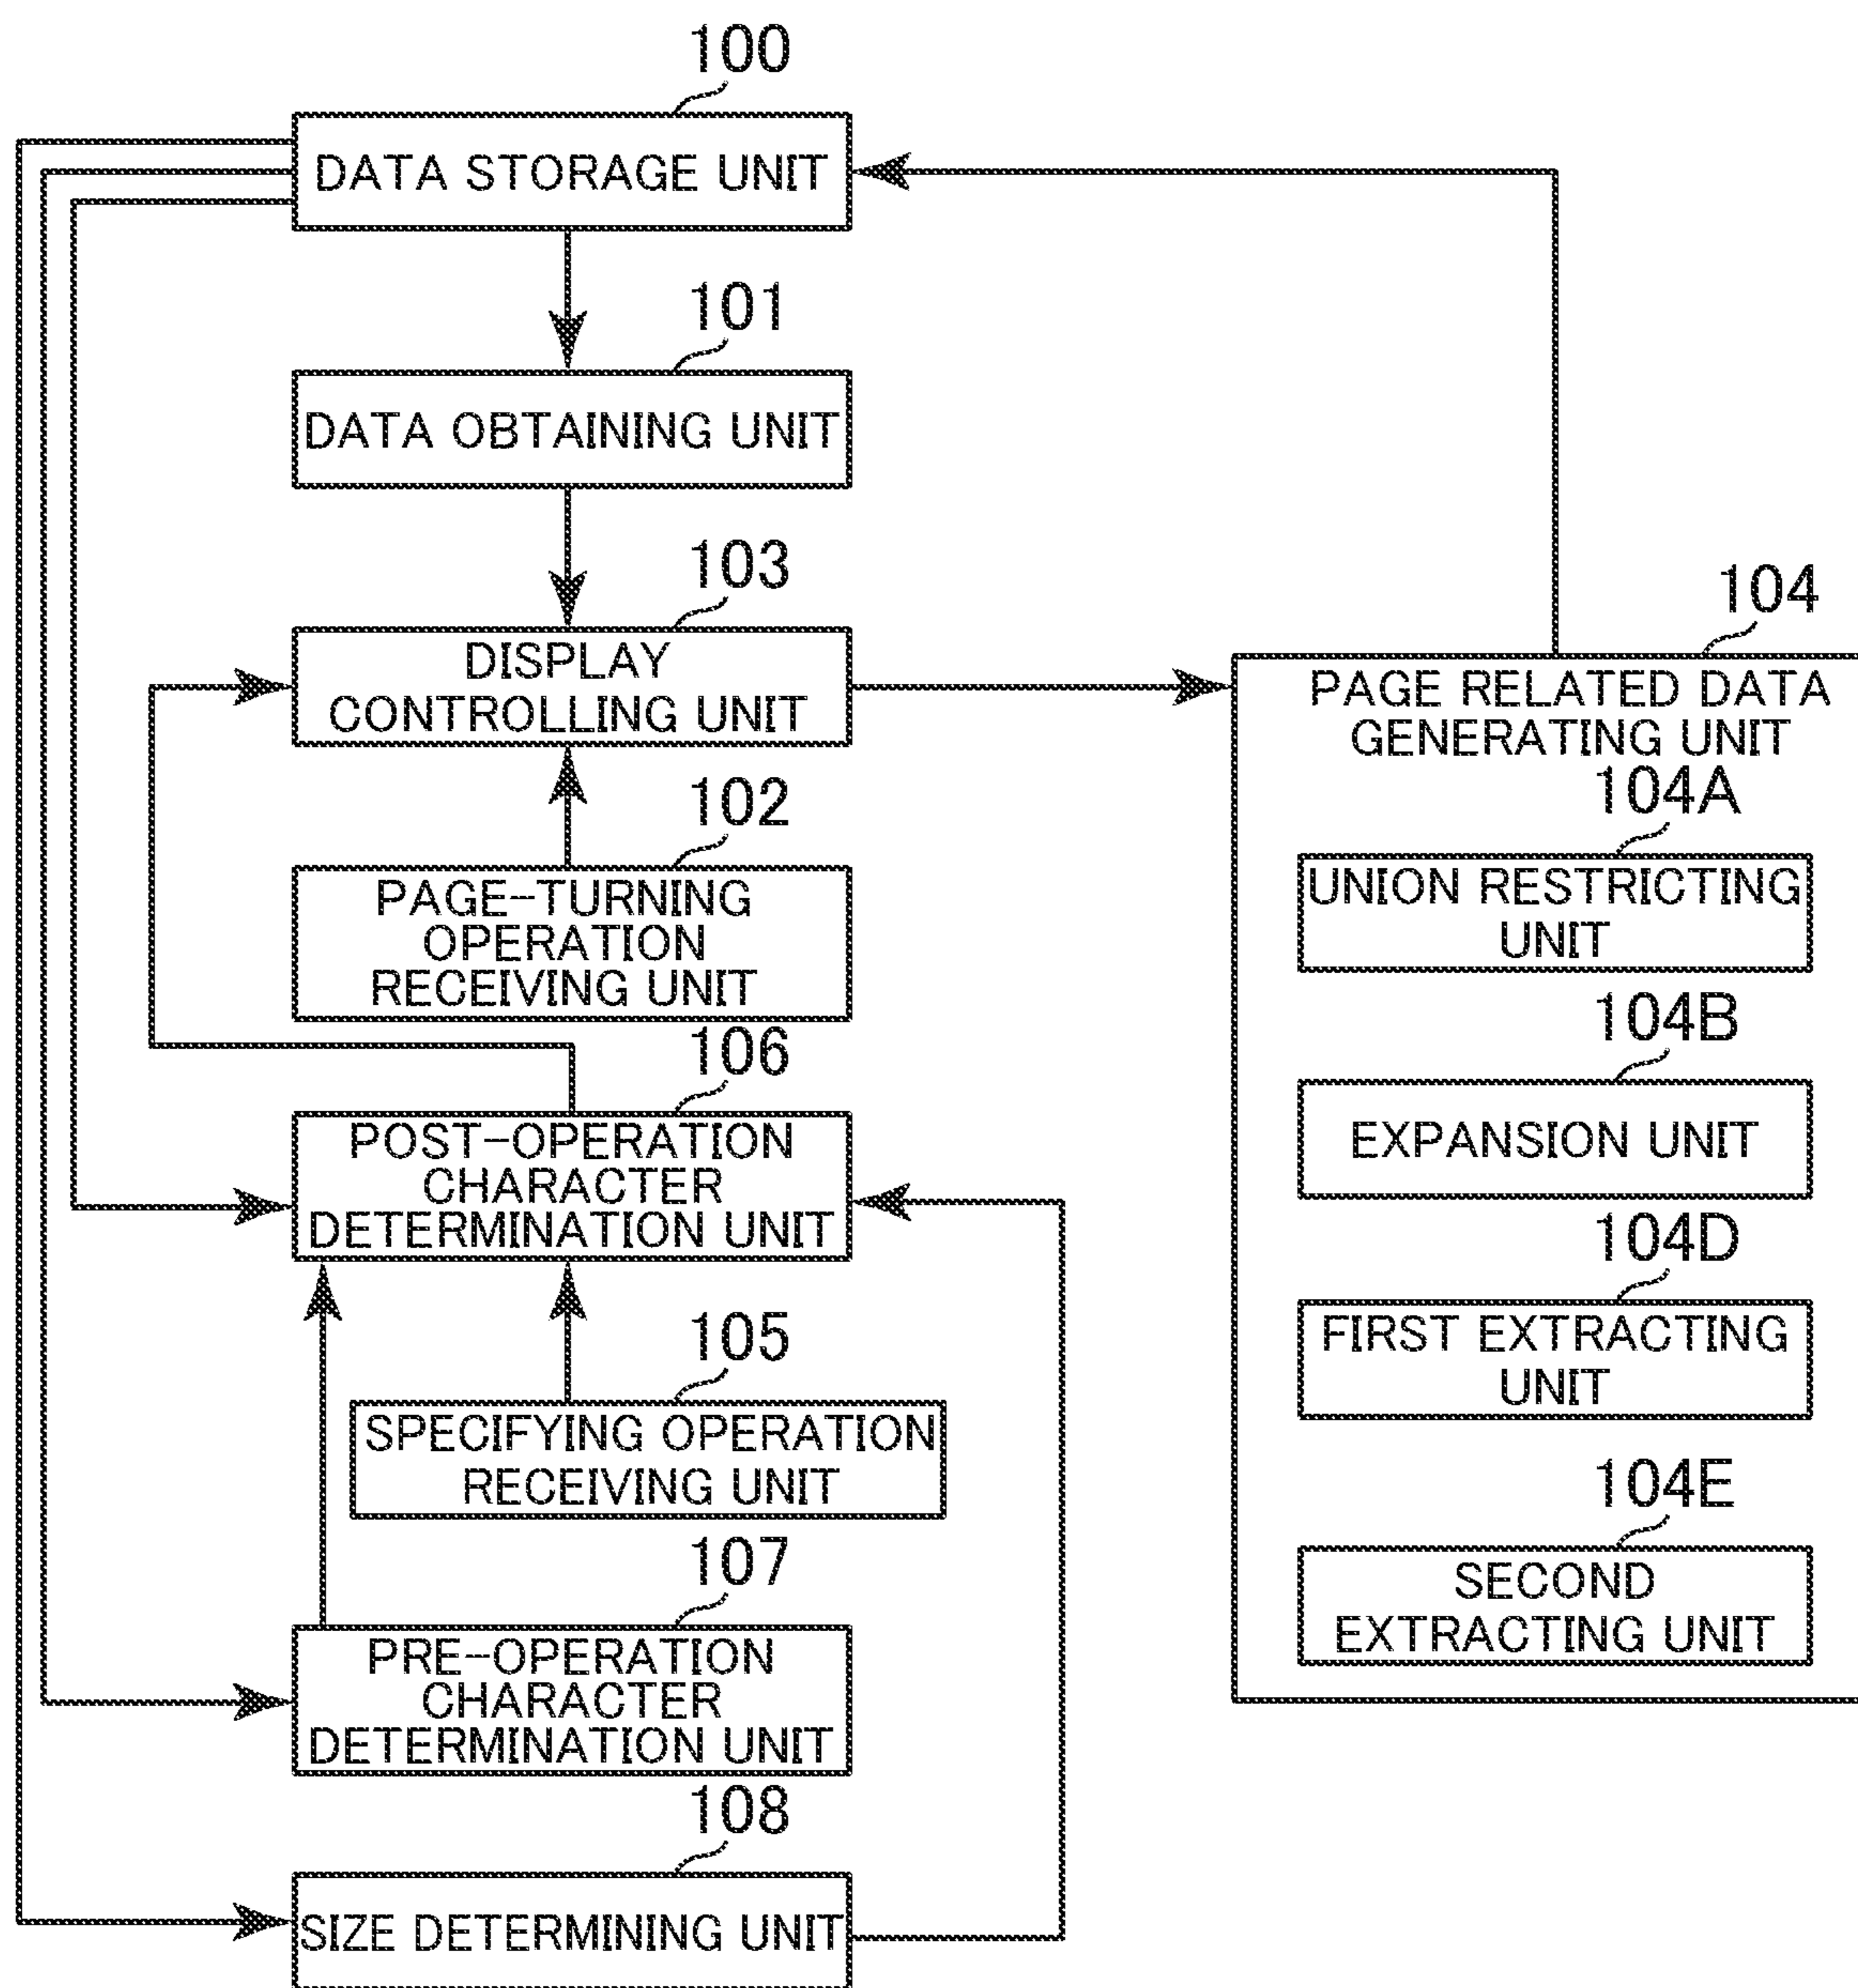 100
DATA STORAGE UNIT
101
DATA OBTAINING UNIT
103
DISPLAY
CONTROLLING UNIT
102
PAGE-TURNING
OPERATION
RECEIVING UNIT
106
POST-OPERATION
CHARACTER
DETERMINATION UNIT
105
SPECIFYING OPERATION
RECEIVING UNIT
107
PRE-OPERATION
CHARACTER
DETERMINATION UNIT
108
SIZE DETERMINING UNIT
104
PAGE RELATED DATA
GENERATING UNIT
104A
UNION RESTRICTING
UNIT
104B
EXPANSION UNIT
104D
FIRST EXTRACTING
UNIT
104E
SECOND
EXTRACTING UNIT